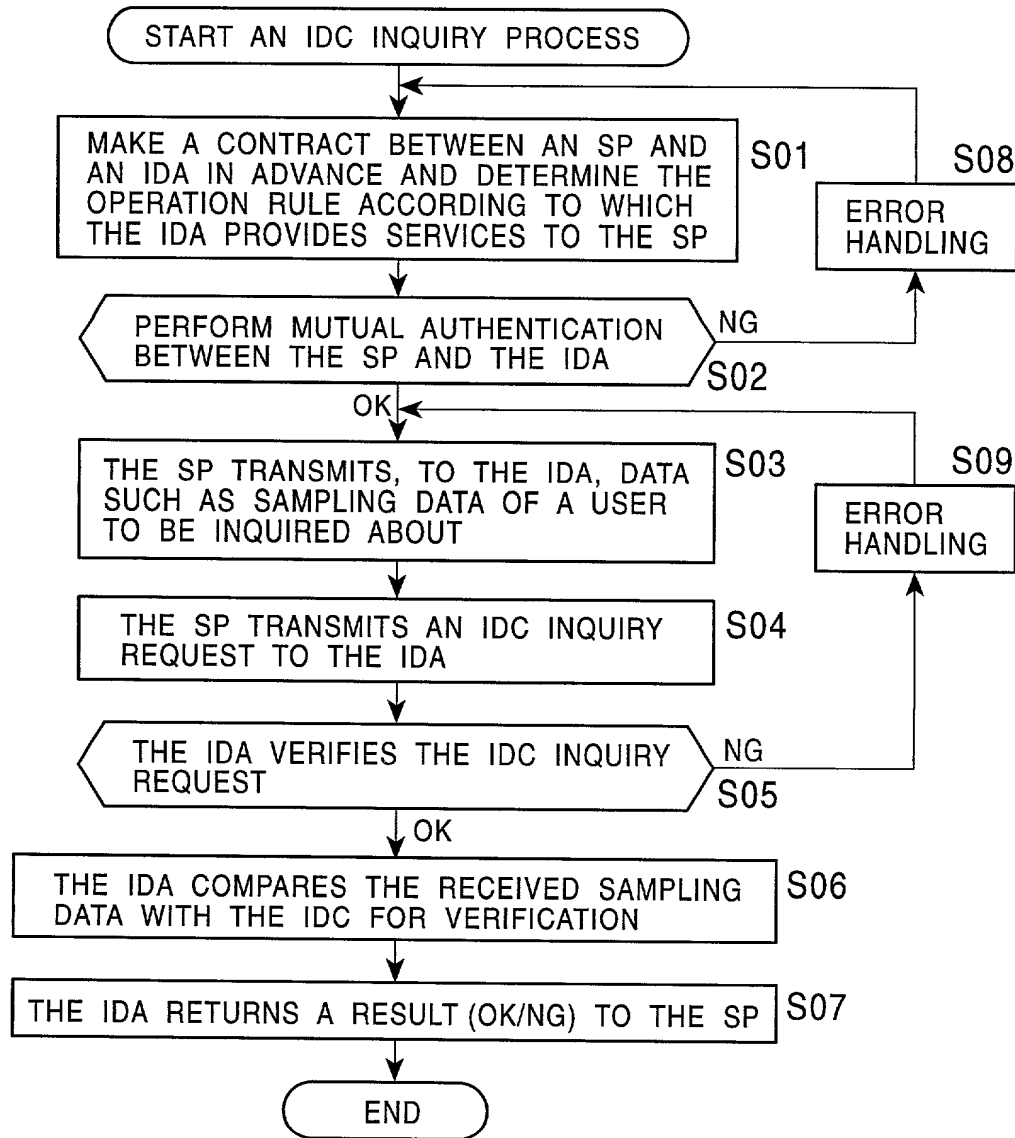 START AN IDC INQUIRY PROCESS
MAKE A CONTRACT BETWEEN AN SP AND
AN IDA IN ADVANCE AND DETERMINE THE
OPERATION RULE ACCORDING TO WHICH
THE IDA PROVIDES SERVICES TO THE SP
S01
S08
ERROR
HANDLING
PERFORM MUTUAL AUTHENTICATION
BETWEEN THE SP AND THE IDA
NG
S02
OK
THE SP TRANSMITS, TO THE IDA, DATA
SUCH AS SAMPLING DATA OF A USER
TO BE INQUIRED ABOUT
S03
S09
ERROR
HANDLING
THE SP TRANSMITS AN IDC INQUIRY
REQUEST TO THE IDA
S04
THE IDA VERIFIES THE IDC INQUIRY
REQUEST
NG
S05
OK
THE IDA COMPARES THE RECEIVED SAMPLING
DATA WITH THE IDC FOR VERIFICATION
S06
THE IDA RETURNS A RESULT (OK/NG) TO THE SP
S07
END